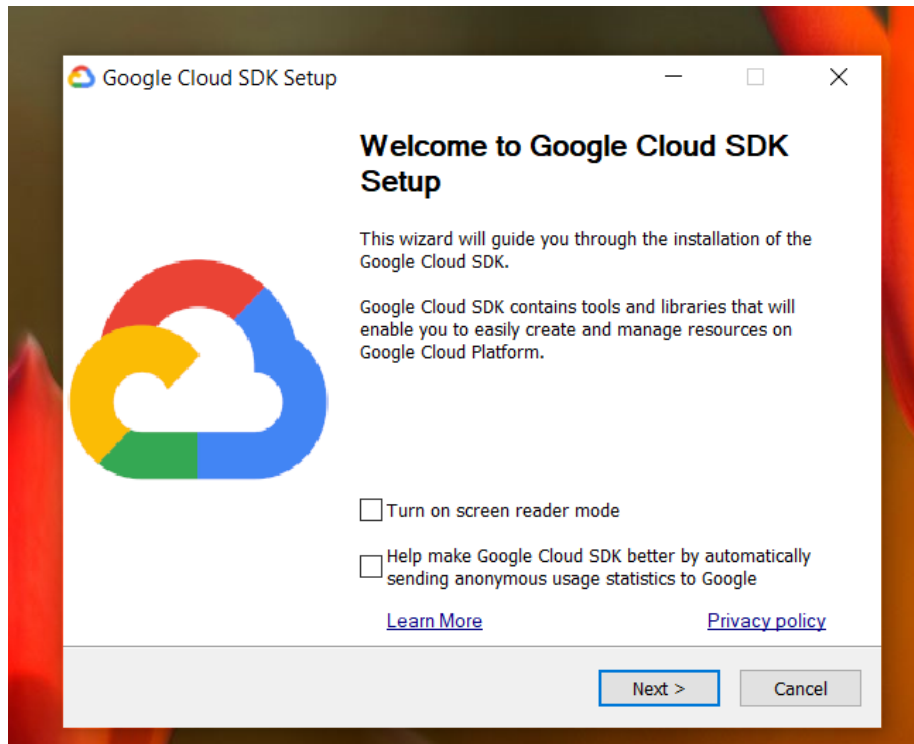 Google Cloud SDK Setup
Welcome to Google Cloud SDK
Setup
This wizard will guide you through the installation of the
Google Cloud SDK.
Google Cloud SDK contains tools and libraries that will
enable you to easily create and manage resources on
Google Cloud Platform.
Turn on screen reader mode
Help make Google Cloud SDK better by automatically
sending anonymous usage statistics to Google
Learn More
Privacy policy
Next >
Cancel